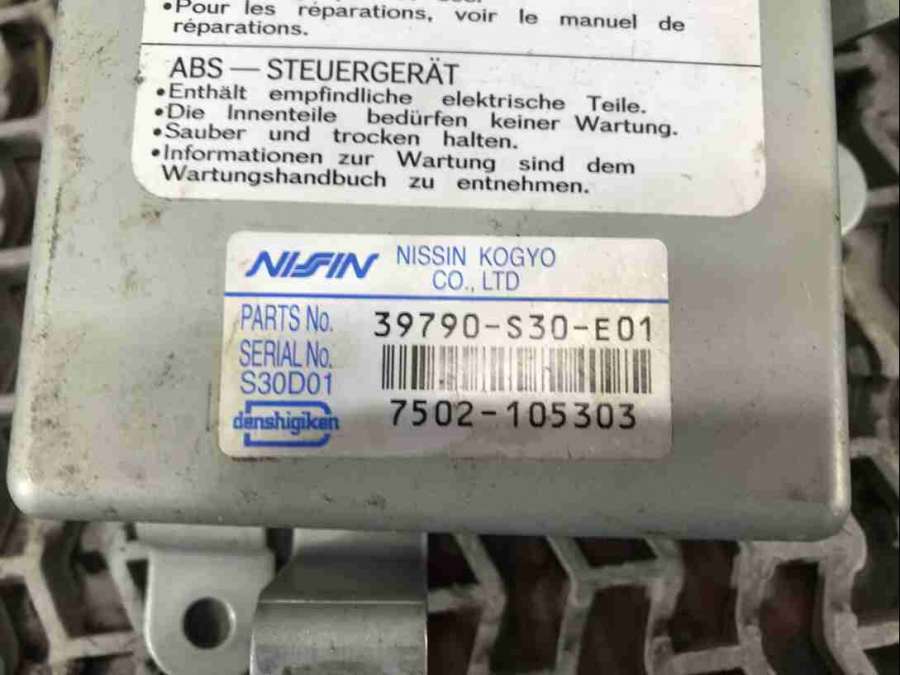 •Pour les réparations, voir le manuel de
réparations.
ABS — STEUERGERÄT
•Enthält empfindliche elektrische Teile.
•Die Innenteile bedürfen keiner Wartung.
•Sauber und trocken halten.
•Informationen zur Wartung sind dem
Wartungshandbuch zu entnehmen.
NISSIN NISSIN KOGYO
CO., LTD
PARTS No. 39790-S30-E01
SERIAL No.
S30D01
denshigiken 7502-105303